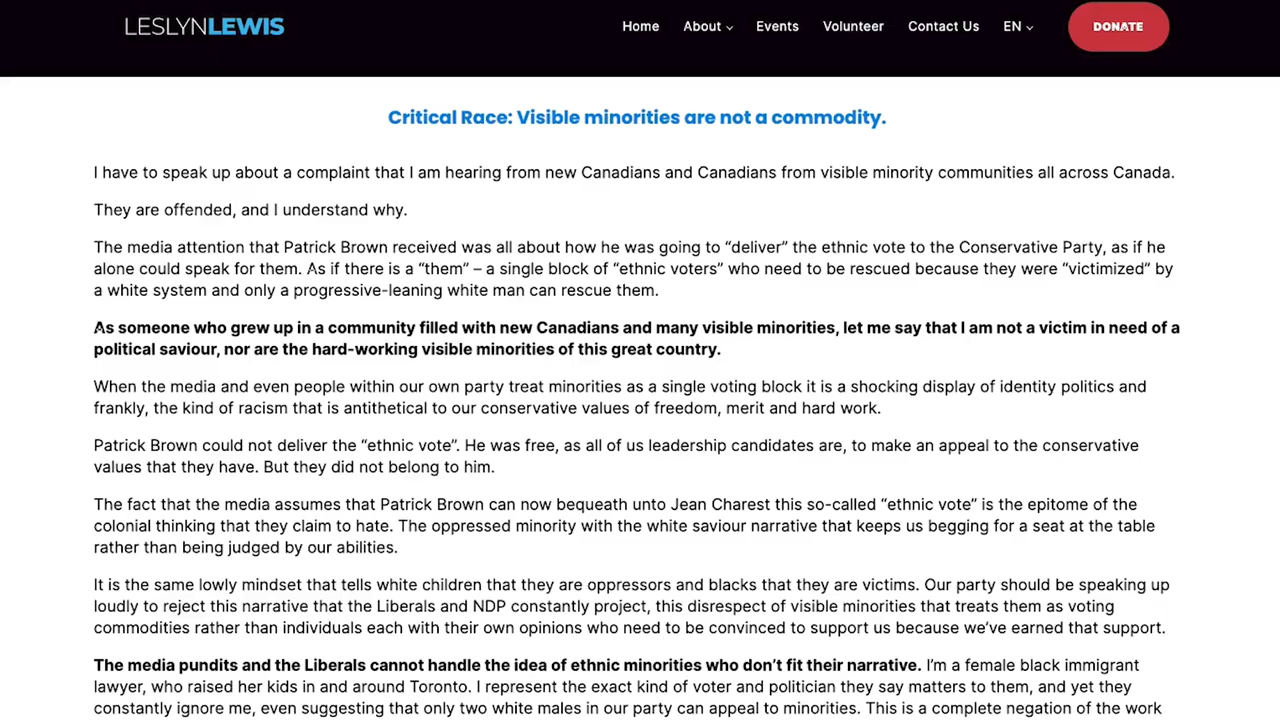 LESLYNLEWIS
Home About Events Volunteer Contact Us EN DONATE
Critical Race: Visible minorities are not a commodity.
I have to speak up about a complaint that I am hearing from new Canadians and Canadians from visible minority communities all across Canada.
They are offended, and I understand why.
The media attention that Patrick Brown received was all about how he was going to “deliver” the ethnic vote to the Conservative Party, as if he
alone could speak for them. As if there is a “them” – a single block of “ethnic voters” who need to be rescued because they were “victimized” by
a white system and only a progressive-leaning white man can rescue them.
As someone who grew up in a community filled with new Canadians and many visible minorities, let me say that I am not a victim in need of a
political saviour, nor are the hard-working visible minorities of this great country.
When the media and even people within our own party treat minorities as a single voting block it is a shocking display of identity politics and
frankly, the kind of racism that is antithetical to our conservative values of freedom, merit and hard work.
Patrick Brown could not deliver the “ethnic vote”. He was free, as all of us leadership candidates are, to make an appeal to the conservative
values that they have. But they did not belong to him.
The fact that the media assumes that Patrick Brown can now bequeath unto Jean Charest this so-called “ethnic vote” is the epitome of the
colonial thinking that they claim to hate. The oppressed minority with the white saviour narrative that keeps us begging for a seat at the table
rather than being judged by our abilities.
It is the same lowly mindset that tells white children that they are oppressors and blacks that they are victims. Our party should be speaking up
loudly to reject this narrative that the Liberals and NDP constantly project, this disrespect of visible minorities that treats them as voting
commodities rather than individuals each with their own opinions who need to be convinced to support us because we’ve earned that support.
The media pundits and the Liberals cannot handle the idea of ethnic minorities who don’t fit their narrative. I’m a female black immigrant
lawyer, who raised her kids in and around Toronto. I represent the exact kind of voter and politician they say matters to them, and yet they
constantly ignore me, even suggesting that only two white males in our party can appeal to minorities. This is a complete negation of the work